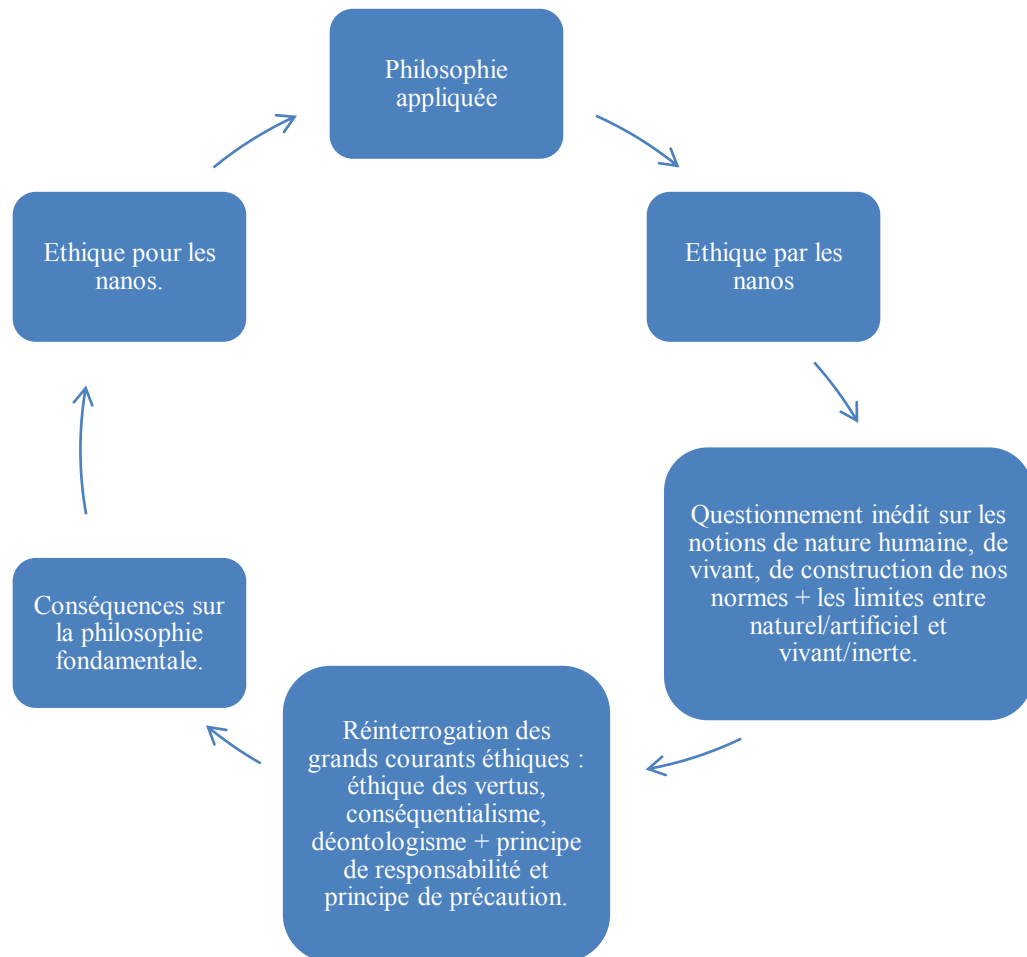 Philosophie
appliquée
Ethique par les
nanos
Questionnement inédit sur les
notions de nature humaine, de
vivant, de construction de nos
normes + les limites entre
naturel/artificiel et
vivant/inerte.
Réinterrogation des
grands courants éthiques :
éthique des vertus,
conséquentialisme,
déontologisme + principe
de responsabilité et
principe de précaution.
Conséquences sur
la philosophie
fondamentale.
Ethique pour les
nanos.